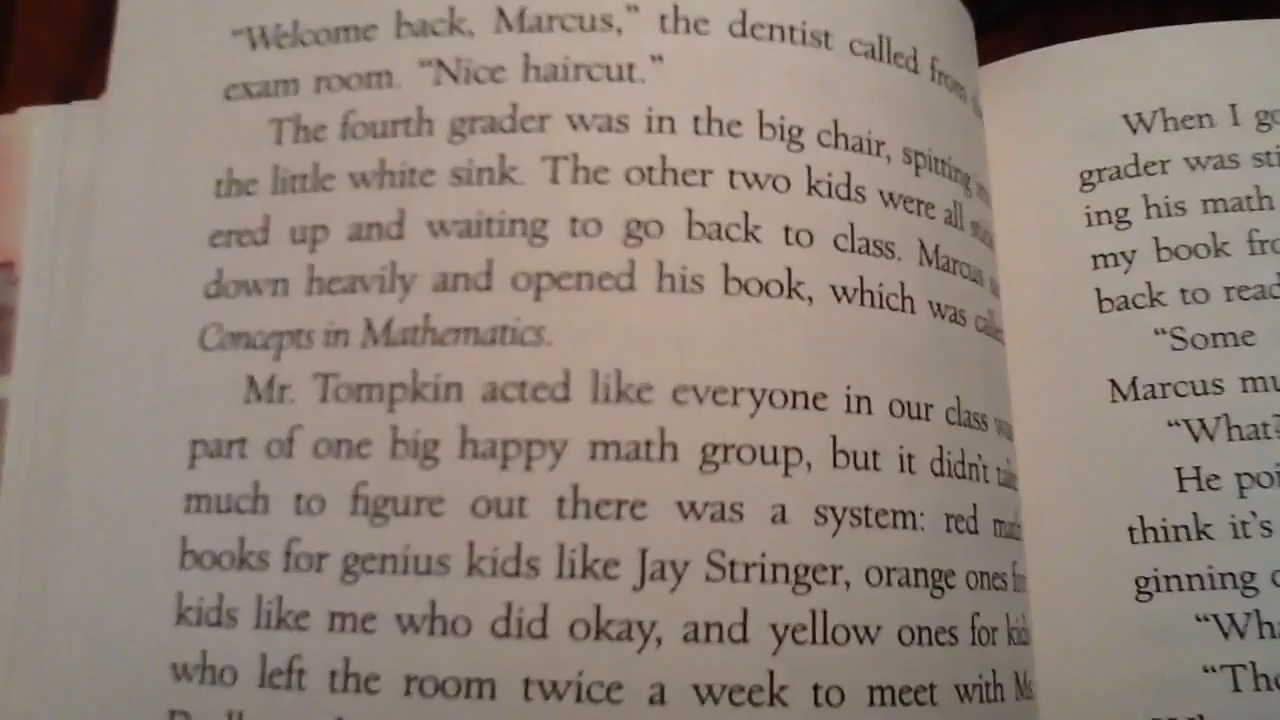 "Welcome back, Marcus," the dentist called from
exam room. "Nice haircut."
The fourth grader was in the big chair, spitting
the little white sink. The other two kids were all
ered up and waiting to go back to class. Marcus
down heavily and opened his book, which was
Concepts in Mathematics.
Mr. Tompkin acted like everyone in our class
part of one big happy math group, but it didn't
much to figure out there was a system: red
books for genius kids like Jay Stringer, orange ones for
kids like me who did okay, and yellow ones for kids
who left the room twice a week to meet with Ms
When I
grader was
ing his math
my book
back to
"Some
Marcus
"What?
He
think it's